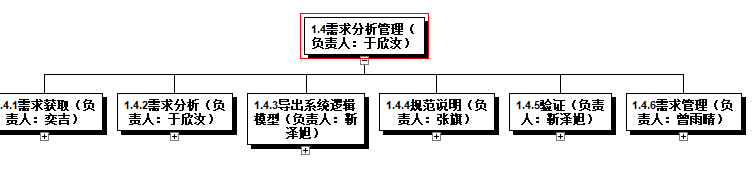 1.4需求分析管理（
负责人：于欣汝）
.4.1需求获取（负
责人：奕吉）
1.4.2需求分析（负
责人：于欣汝）
1.4.3导出系统逻辑
模型（负责人：靳
泽旭）
1.4.4规范说明（负
责人：张旗）
1.4.5验证（负责
人：靳泽旭）
1.4.6需求管理（负
责人：曾雨晴）